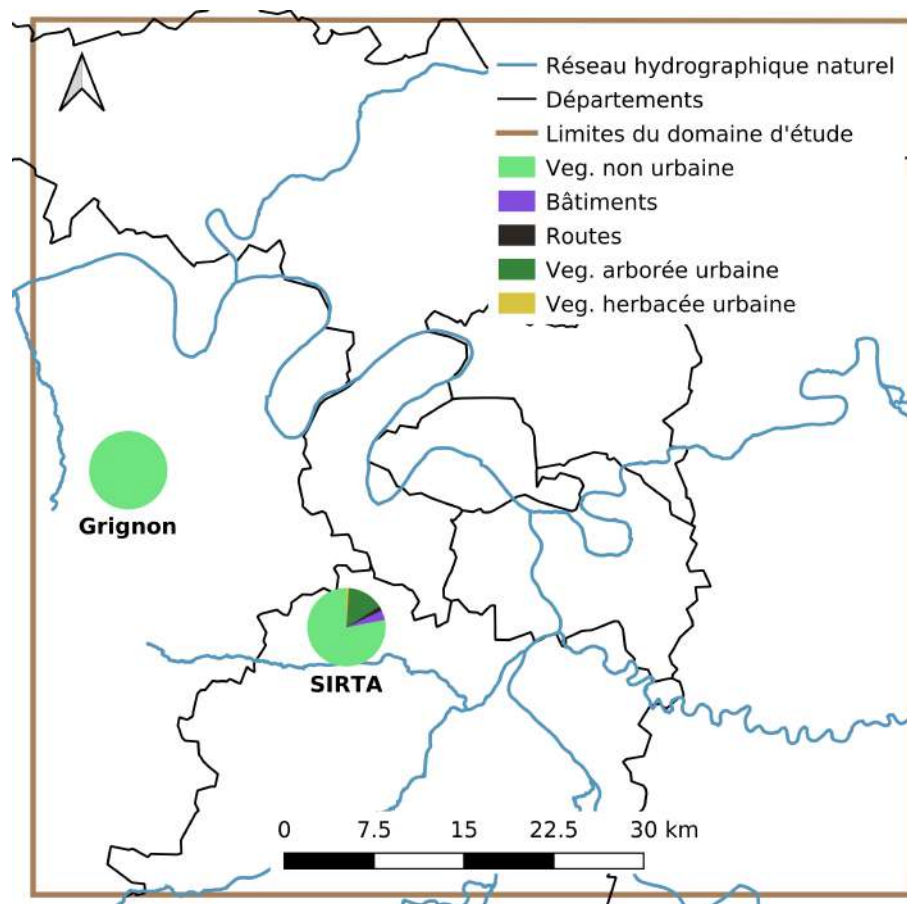 Réseau hydrographique naturel
Départements
Limites du domaine d'étude
Veg. non urbaine
Bâtiments
Routes
Veg. arborée urbaine
Veg. herbacée urbaine
Grignon
SIRTA
0 7.5 15 22.5 30 km